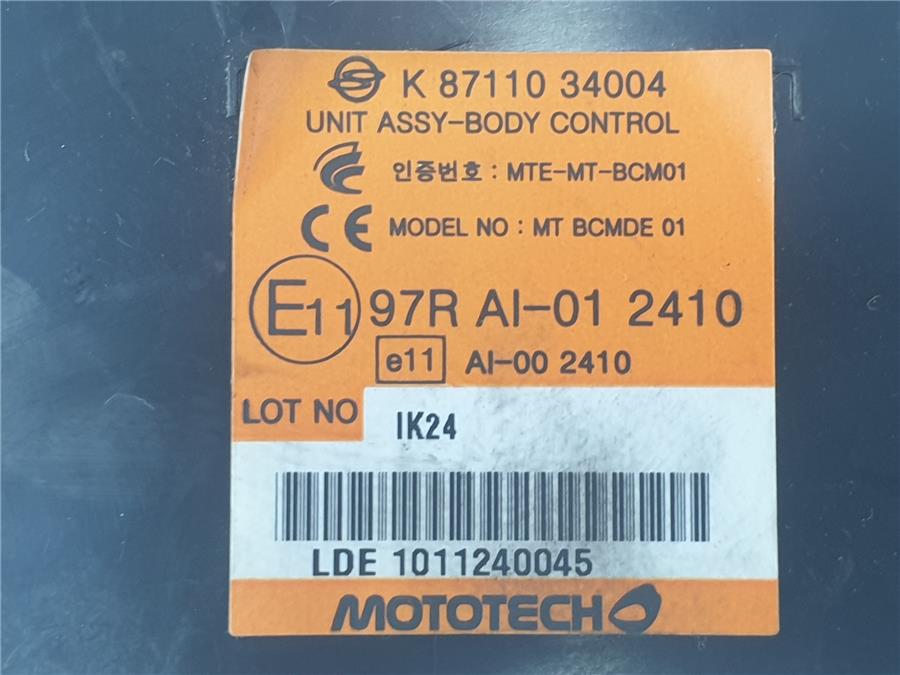 K 87110 34004
UNIT ASSY-BODY CONTROL
인증번호 : MTE-MT-BCM01
CE MODEL NO : MT BCMDE 01
E11 97R AI-01 2410
e11 AI-00 2410
LOT NO IK24
LDE 1011240045
MOTOTECH